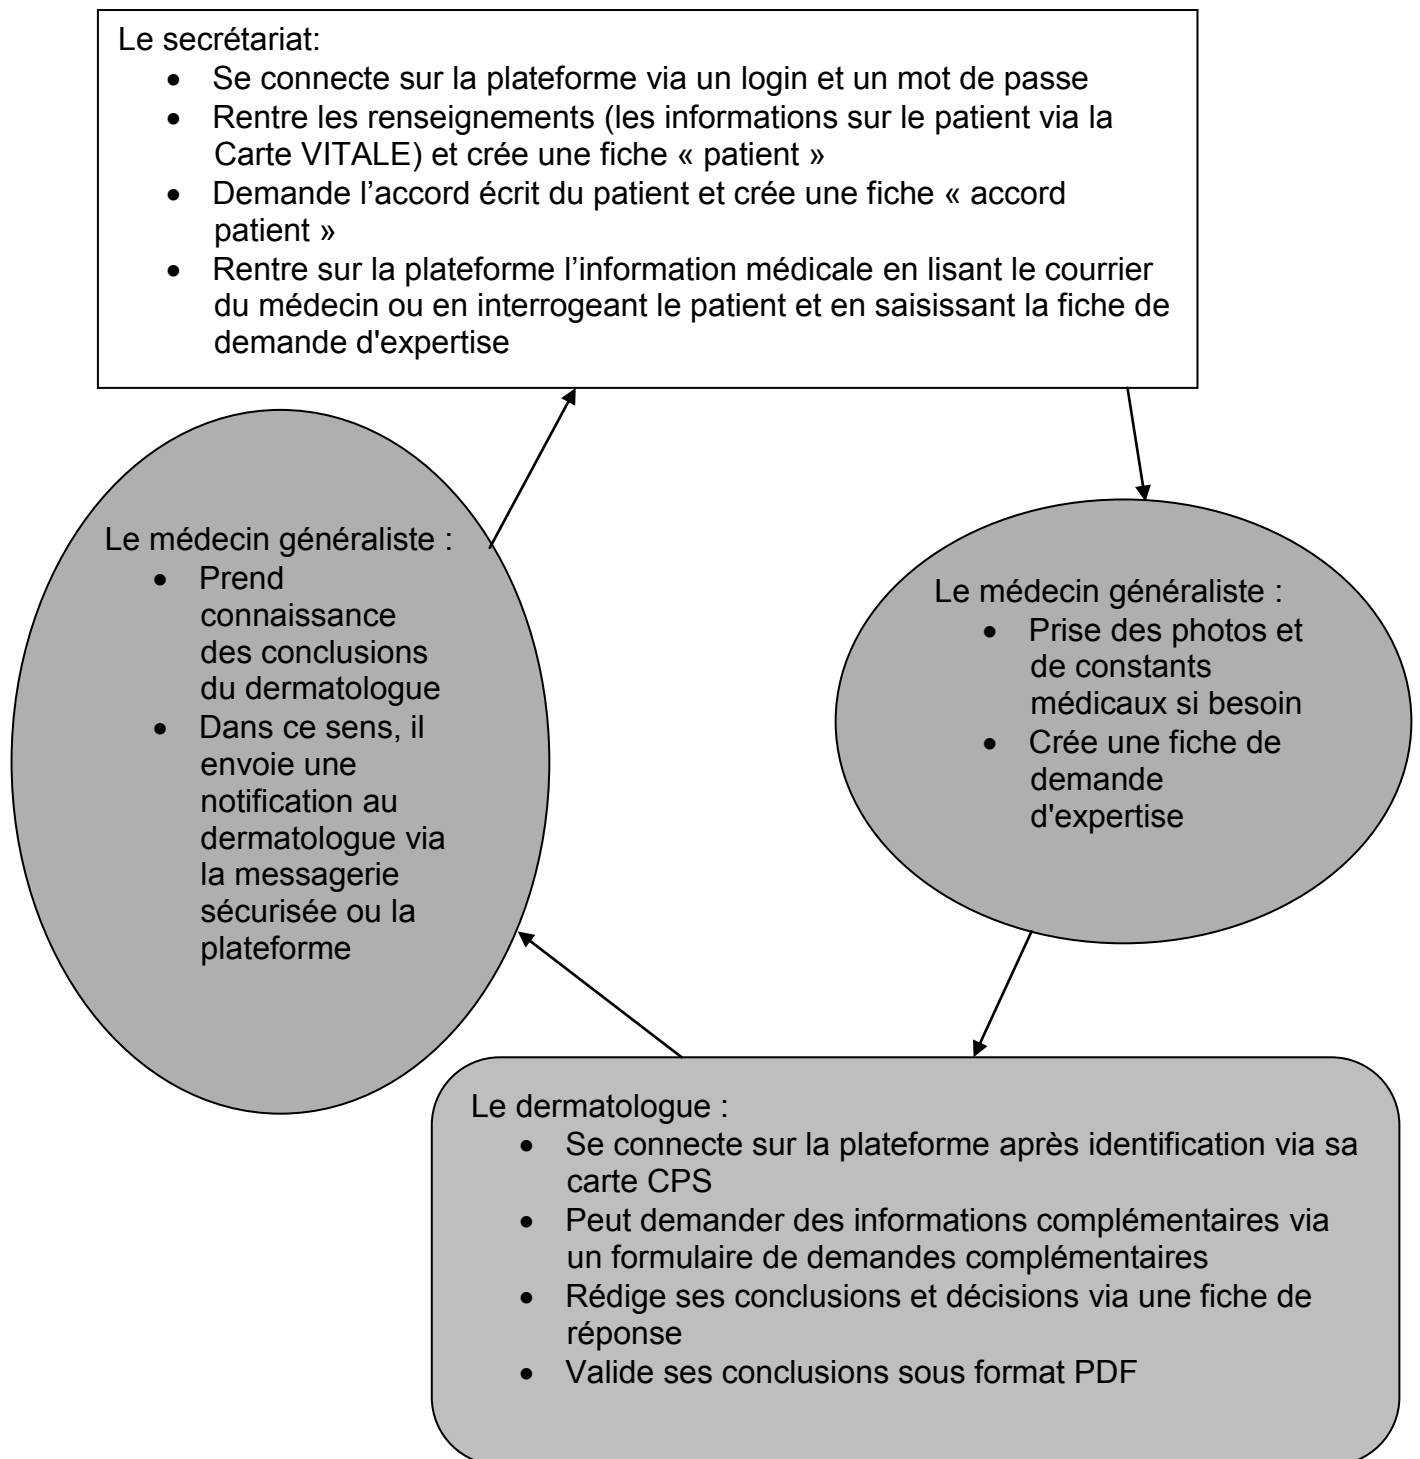 Le secrétariat:
• Se connecte sur la plateforme via un login et un mot de passe
• Rentre les renseignements (les informations sur le patient via la
Carte VITALE) et crée une fiche « patient »
• Demande l’accord écrit du patient et crée une fiche « accord
patient »
• Rentre sur la plateforme l’information médicale en lisant le courrier
du médecin ou en interrogeant le patient et en saisissant la fiche de
demande d'expertise
Le médecin généraliste :
• Prise des photos et
de constants
médicaux si besoin
• Crée une fiche de
demande
d'expertise
Le dermatologue :
• Se connecte sur la plateforme après identification via sa
carte CPS
• Peut demander des informations complémentaires via
un formulaire de demandes complémentaires
• Rédige ses conclusions et décisions via une fiche de
réponse
• Valide ses conclusions sous format PDF
Le médecin généraliste :
• Prend
connaissance
des conclusions
du dermatologue
• Dans ce sens, il
envoie une
notification au
dermatologue via
la messagerie
sécurisée ou la
plateforme